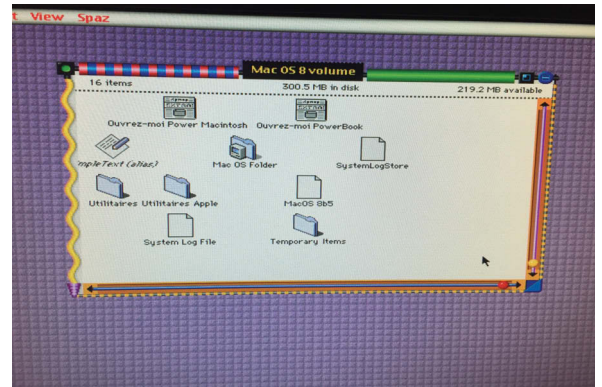 t View Spaz
Mac OS 8 volume
16 items 300.5 MB in disk 219.2 MB available
Ouvrez-moi Power Macintosh Ouvrez-moi PowerBook
mpleText (alias) Mac OS Folder SystemLogStore
Utilitaires Utilitaires Apple MacOS 8b5
System Log File Temporary Items